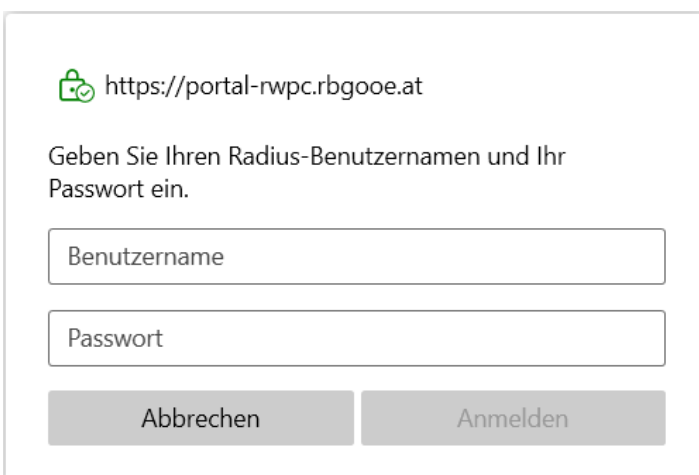 https://portal-rwpc.rbgooe.at
Geben Sie Ihren Radius-Benutzernamen und Ihr
Passwort ein.
Benutzername
Passwort
Abbrechen
Anmelden